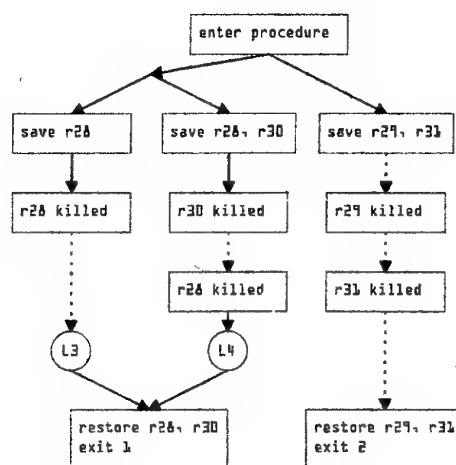 enter procedure
save r28
save r28, r30
save r29, r31
r28 killed
r30 killed
r29 killed
r28 killed
r31 killed
L3
L4
restore r28, r30
exit 1
restore r29, r31
exit 2